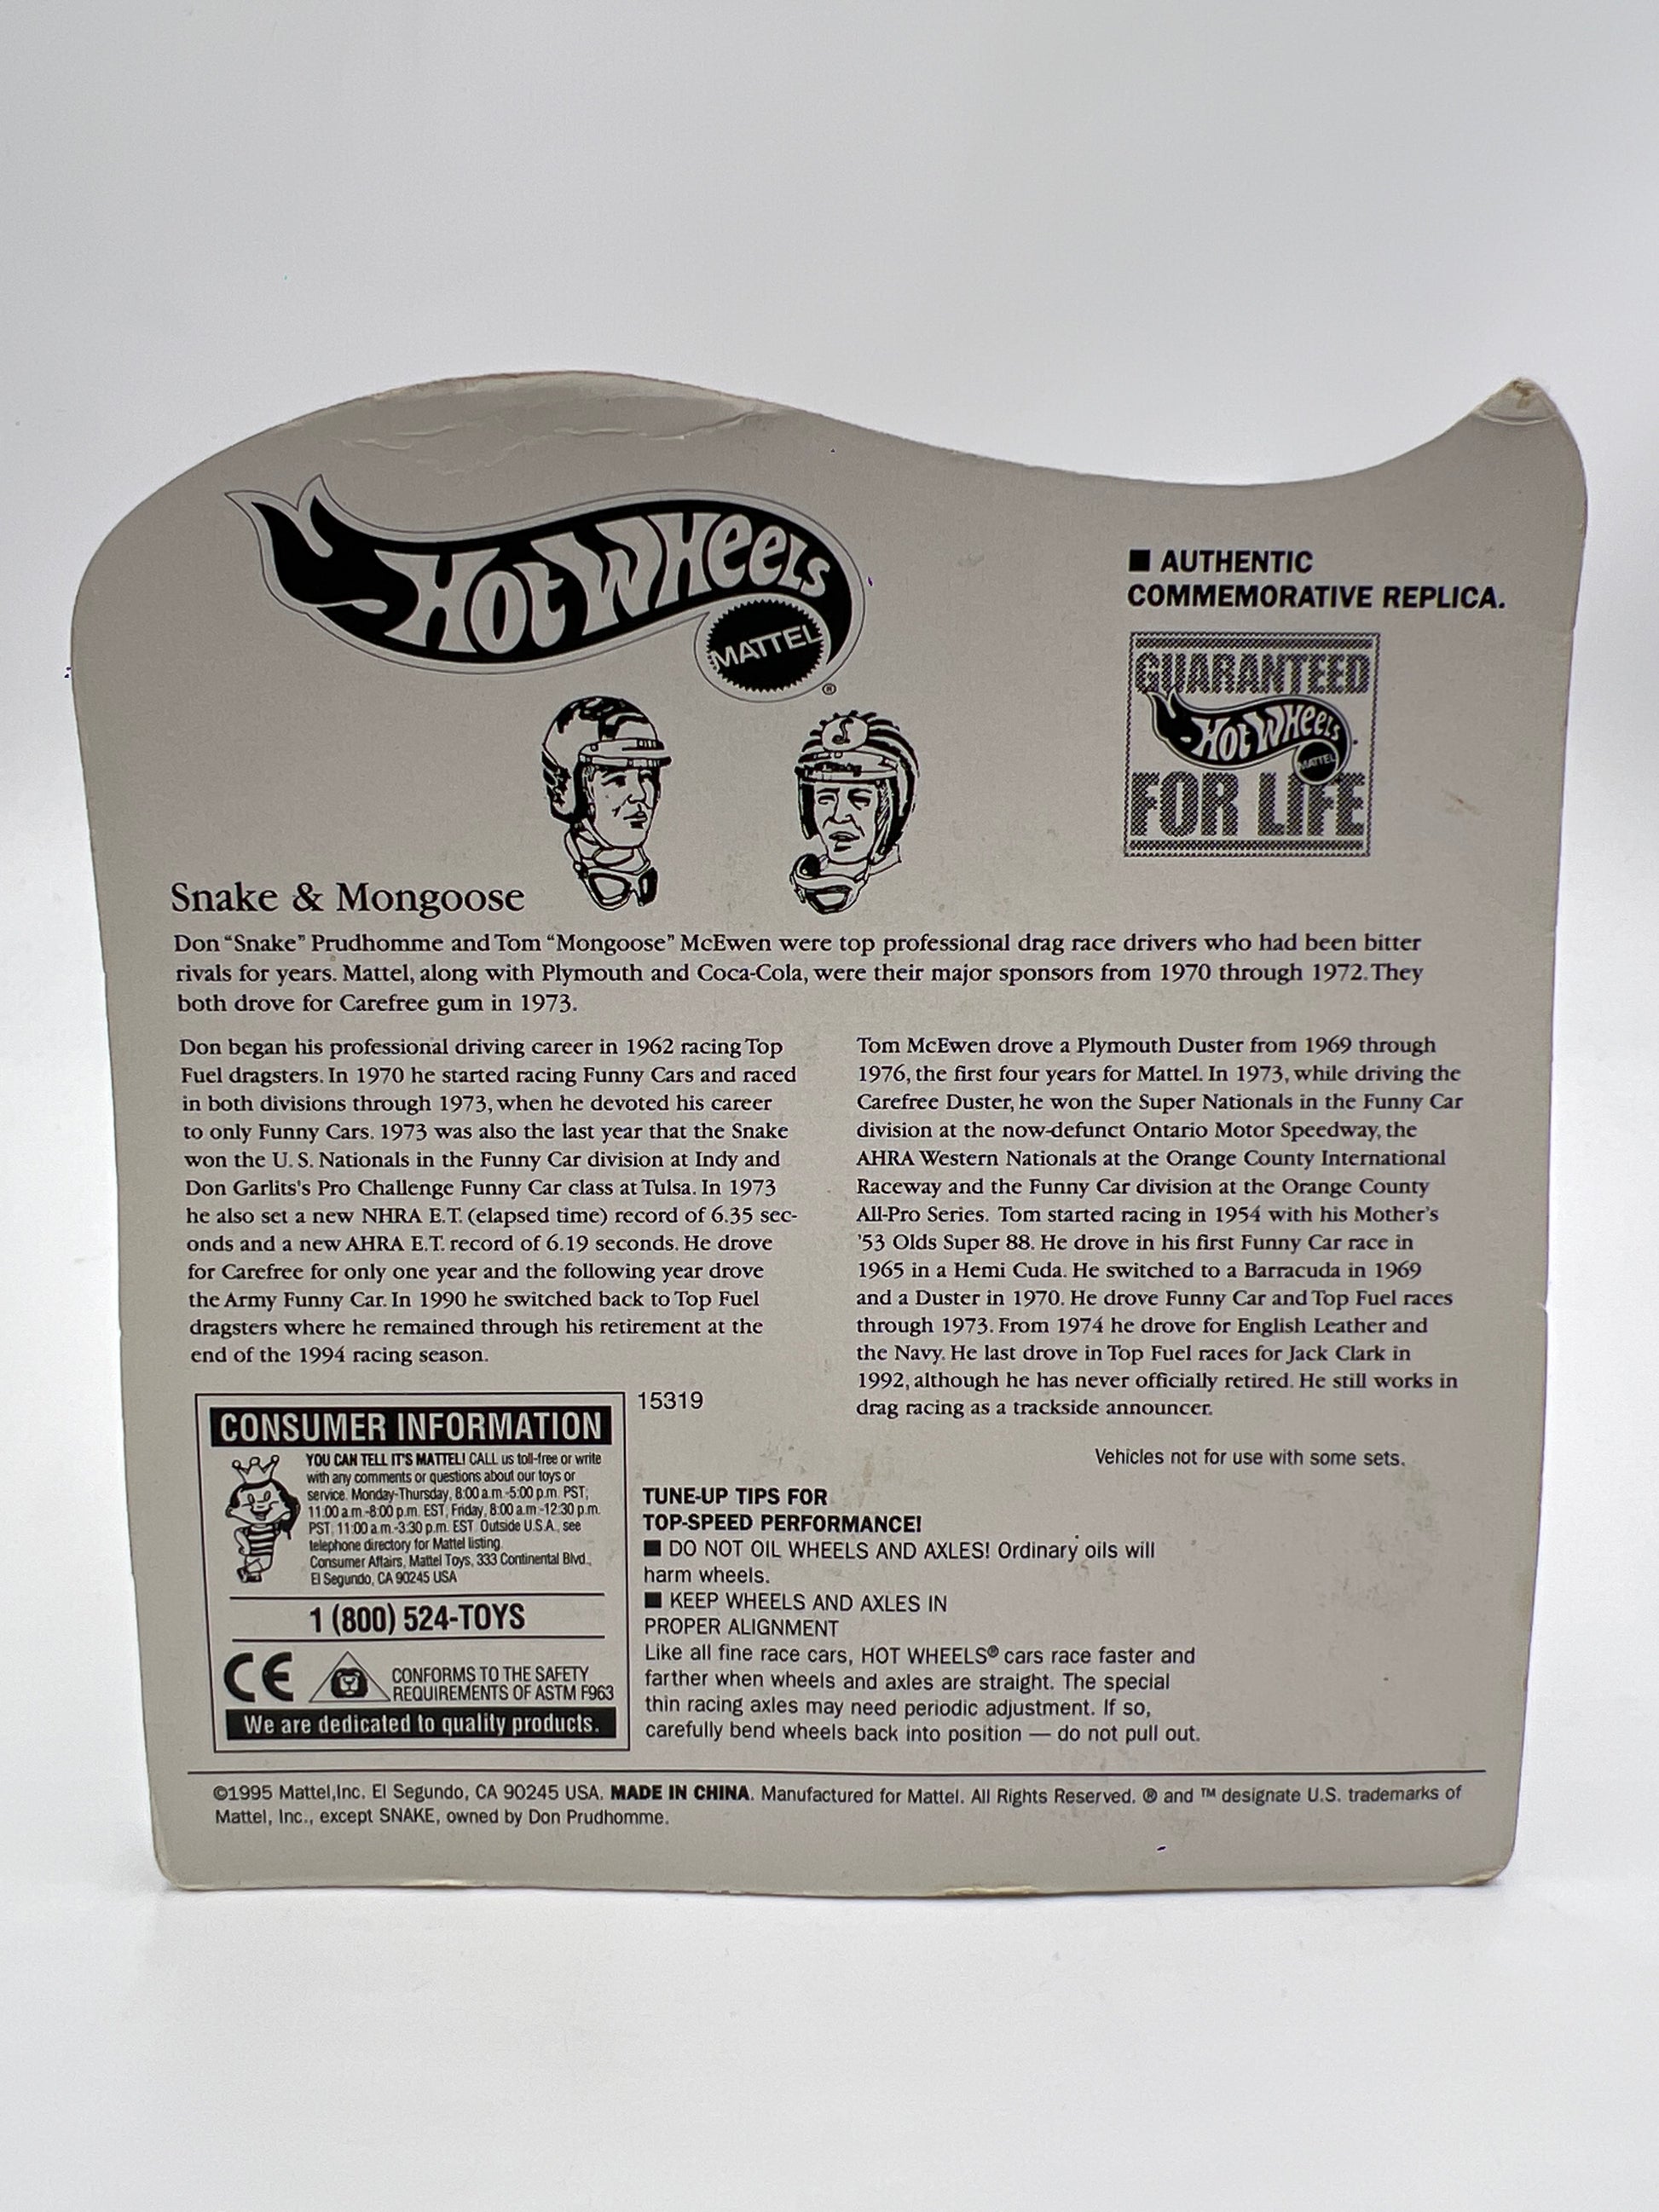 HOT WHEELS
MATTEL
®
■ AUTHENTIC
COMMEMORATIVE REPLICA.
GUARANTEED
HOT WHEELS
MATTEL
FOR LIFE
Snake & Mongoose
Don “Snake” Prudhomme and Tom “Mongoose” McEwen were top professional drag race drivers who had been bitter
rivals for years. Mattel, along with Plymouth and Coca-Cola, were their major sponsors from 1970 through 1972. They
both drove for Carefree gum in 1973.
Don began his professional driving career in 1962 racing Top
Fuel dragsters. In 1970 he started racing Funny Cars and raced
in both divisions through 1973, when he devoted his career
to only Funny Cars. 1973 was also the last year that the Snake
won the U. S. Nationals in the Funny Car division at Indy and
Don Garlits's Pro Challenge Funny Car class at Tulsa. In 1973
he also set a new NHRA E.T. (elapsed time) record of 6.35 sec-
onds and a new AHRA E.T. record of 6.19 seconds. He drove
for Carefree for only one year and the following year drove
the Army Funny Car. In 1990 he switched back to Top Fuel
dragsters where he remained through his retirement at the
end of the 1994 racing season.
Tom McEwen drove a Plymouth Duster from 1969 through
1976, the first four years for Mattel. In 1973, while driving the
Carefree Duster, he won the Super Nationals in the Funny Car
division at the now-defunct Ontario Motor Speedway, the
AHRA Western Nationals at the Orange County International
Raceway and the Funny Car division at the Orange County
All-Pro Series. Tom started racing in 1954 with his Mother's
'53 Olds Super 88. He drove in his first Funny Car race in
1965 in a Hemi Cuda. He switched to a Barracuda in 1969
and a Duster in 1970. He drove Funny Car and Top Fuel races
through 1973. From 1974 he drove for English Leather and
the Navy. He last drove in Top Fuel races for Jack Clark in
1992, although he has never officially retired. He still works in
drag racing as a trackside announcer.
Vehicles not for use with some sets.
15319
CONSUMER INFORMATION
YOU CAN TELL IT'S MATTEL! CALL us toll-free or write
with any comments or questions about our toys or
service. Monday-Thursday, 8:00 a.m.-5:00 p.m. PST;
11:00 a.m.-8:00 p.m. EST, Friday, 8:00 a.m.-12:30 p.m.
PST; 11:00 a.m.-3:30 p.m. EST. Outside U.S.A., see
telephone directory for Mattel listing.
Consumer Affairs, Mattel Toys, 333 Continental Blvd.,
El Segundo, CA 90245 USA
1 (800) 524-TOYS
CE
CONFORMS TO THE SAFETY
REQUIREMENTS OF ASTM F963
We are dedicated to quality products.
TUNE-UP TIPS FOR
TOP-SPEED PERFORMANCE!
■ DO NOT OIL WHEELS AND AXLES! Ordinary oils will
harm wheels.
■ KEEP WHEELS AND AXLES IN
PROPER ALIGNMENT
Like all fine race cars, HOT WHEELS® cars race faster and
farther when wheels and axles are straight. The special
thin racing axles may need periodic adjustment. If so,
carefully bend wheels back into position — do not pull out.
©1995 Mattel,Inc. El Segundo, CA 90245 USA. MADE IN CHINA. Manufactured for Mattel. All Rights Reserved. ® and ™ designate U.S. trademarks of
Mattel, Inc., except SNAKE, owned by Don Prudhomme.